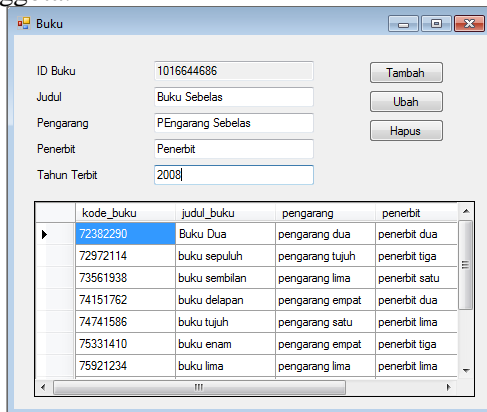 Buku
ID Buku 1016644686 Tambah
Judul Buku Sebelas Ubah
Pengarang PEngarang Sebelas Hapus
Penerbit Penerbit
Tahun Terbit 2008
kode_buku judul_buku pengarang penerbit
72382290 Buku Dua pengarang dua penerbit dua
72972114 buku sepuluh pengarang tujuh penerbit tiga
73561938 buku sembilan pengarang lima penerbit satu
74151762 buku delapan pengarang empat penerbit dua
74741586 buku tujuh pengarang satu penerbit lima
75331410 buku enam pengarang empat penerbit tiga
75921234 buku lima pengarang lima penerbit lima